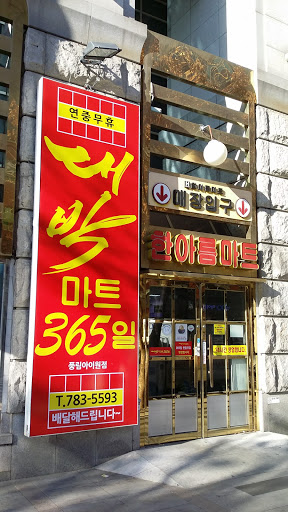 연중무휴
대박
마트
365일
풍림아이원점
T.783-5593
배달해드립니다~
매장입구
한아름마트